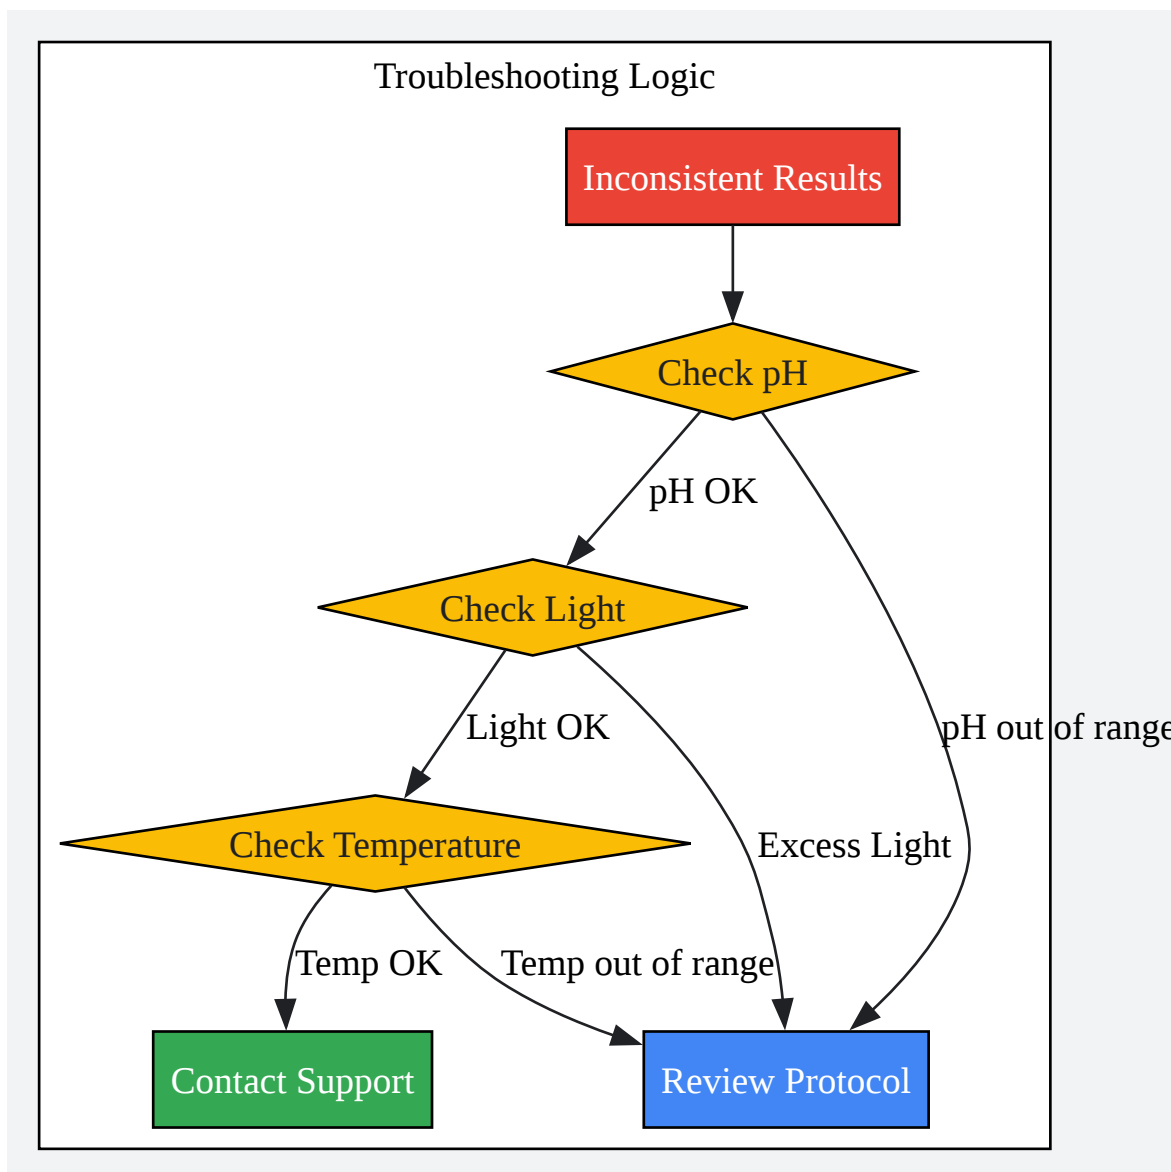 Troubleshooting Logic
Inconsistent Results
Check pH
pH OK
Check Light
Light OK
pH out of range
Check Temperature
Excess Light
Temp OK
Temp out of range
Contact Support
Review Protocol